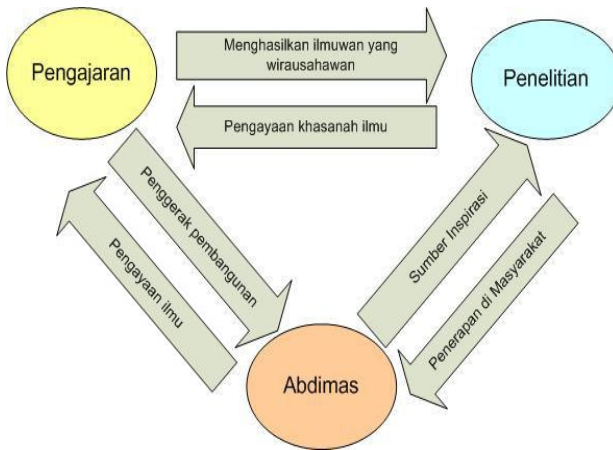 Pengajaran
Menghasilkan ilmuwan yang
wirausahawan
Penelitian
Pengayaan khasanah ilmu
Penggerak pembangunan
Pengayaan ilmu
Sumber Inspirasi
Penerapan di Masyarakat
Abdimas